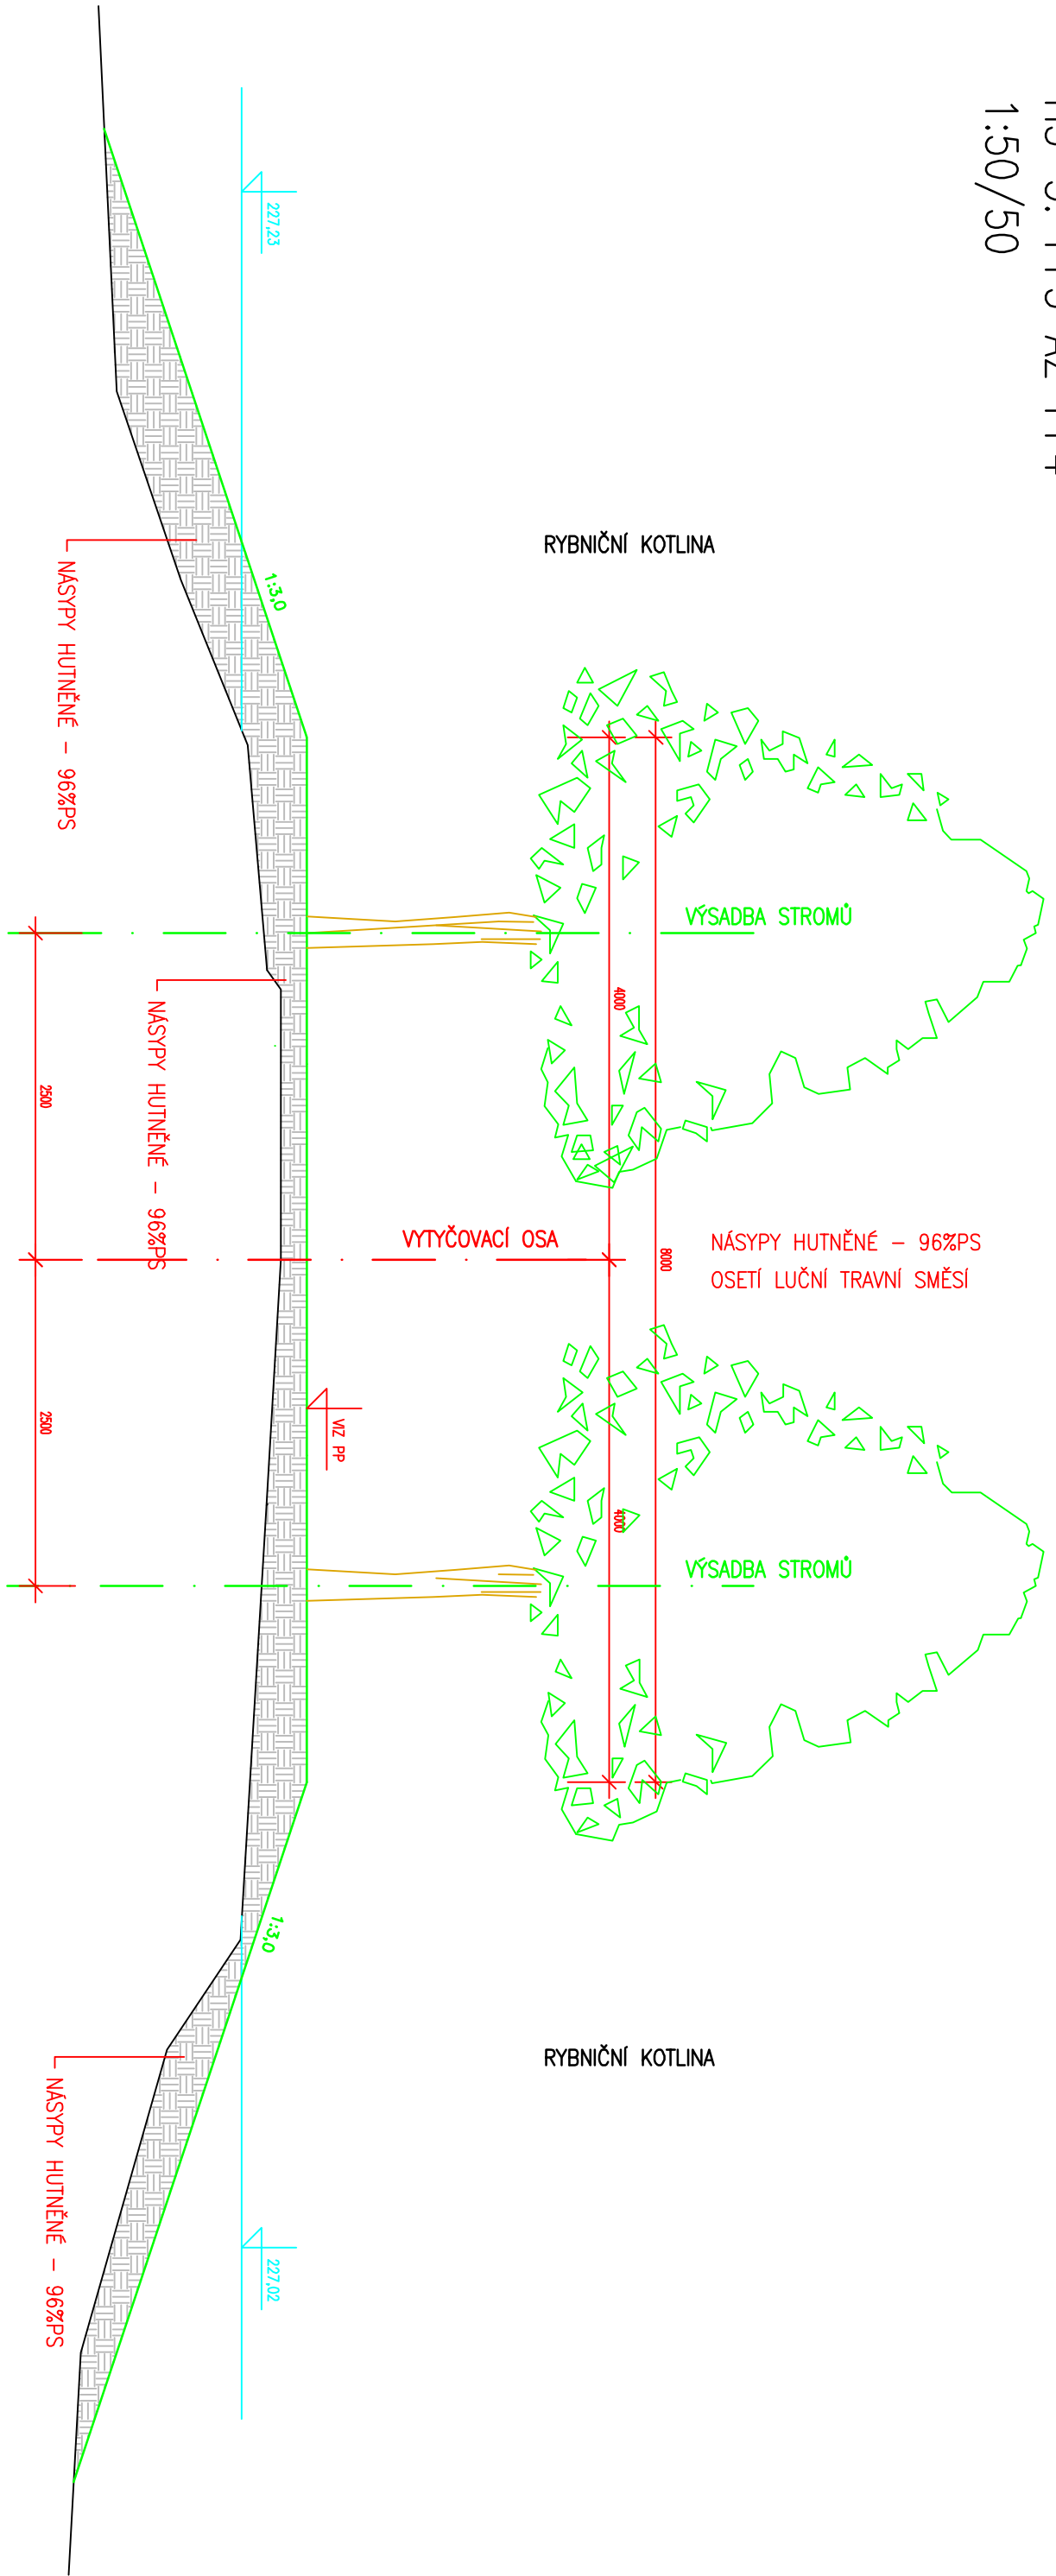 1:50/50
227,23
RYBNIČNÍ KOTLINA
1:3,0
NÁSYPY HUTNĚNÉ – 96%PS
VÝSADBA STROMŮ
4000
NÁSYPY HUTNĚNÉ – 96%PS
2500
VYTYČOVACÍ OSA
8000
NÁSYPY HUTNĚNÉ – 96%PS
OSETÍ LUČNÍ TRAVNÍ SMĚSÍ
2500
VIZ PP
4000
VÝSADBA STROMŮ
1:3,0
RYBNIČNÍ KOTLINA
NÁSYPY HUTNĚNÉ – 96%PS
227,02